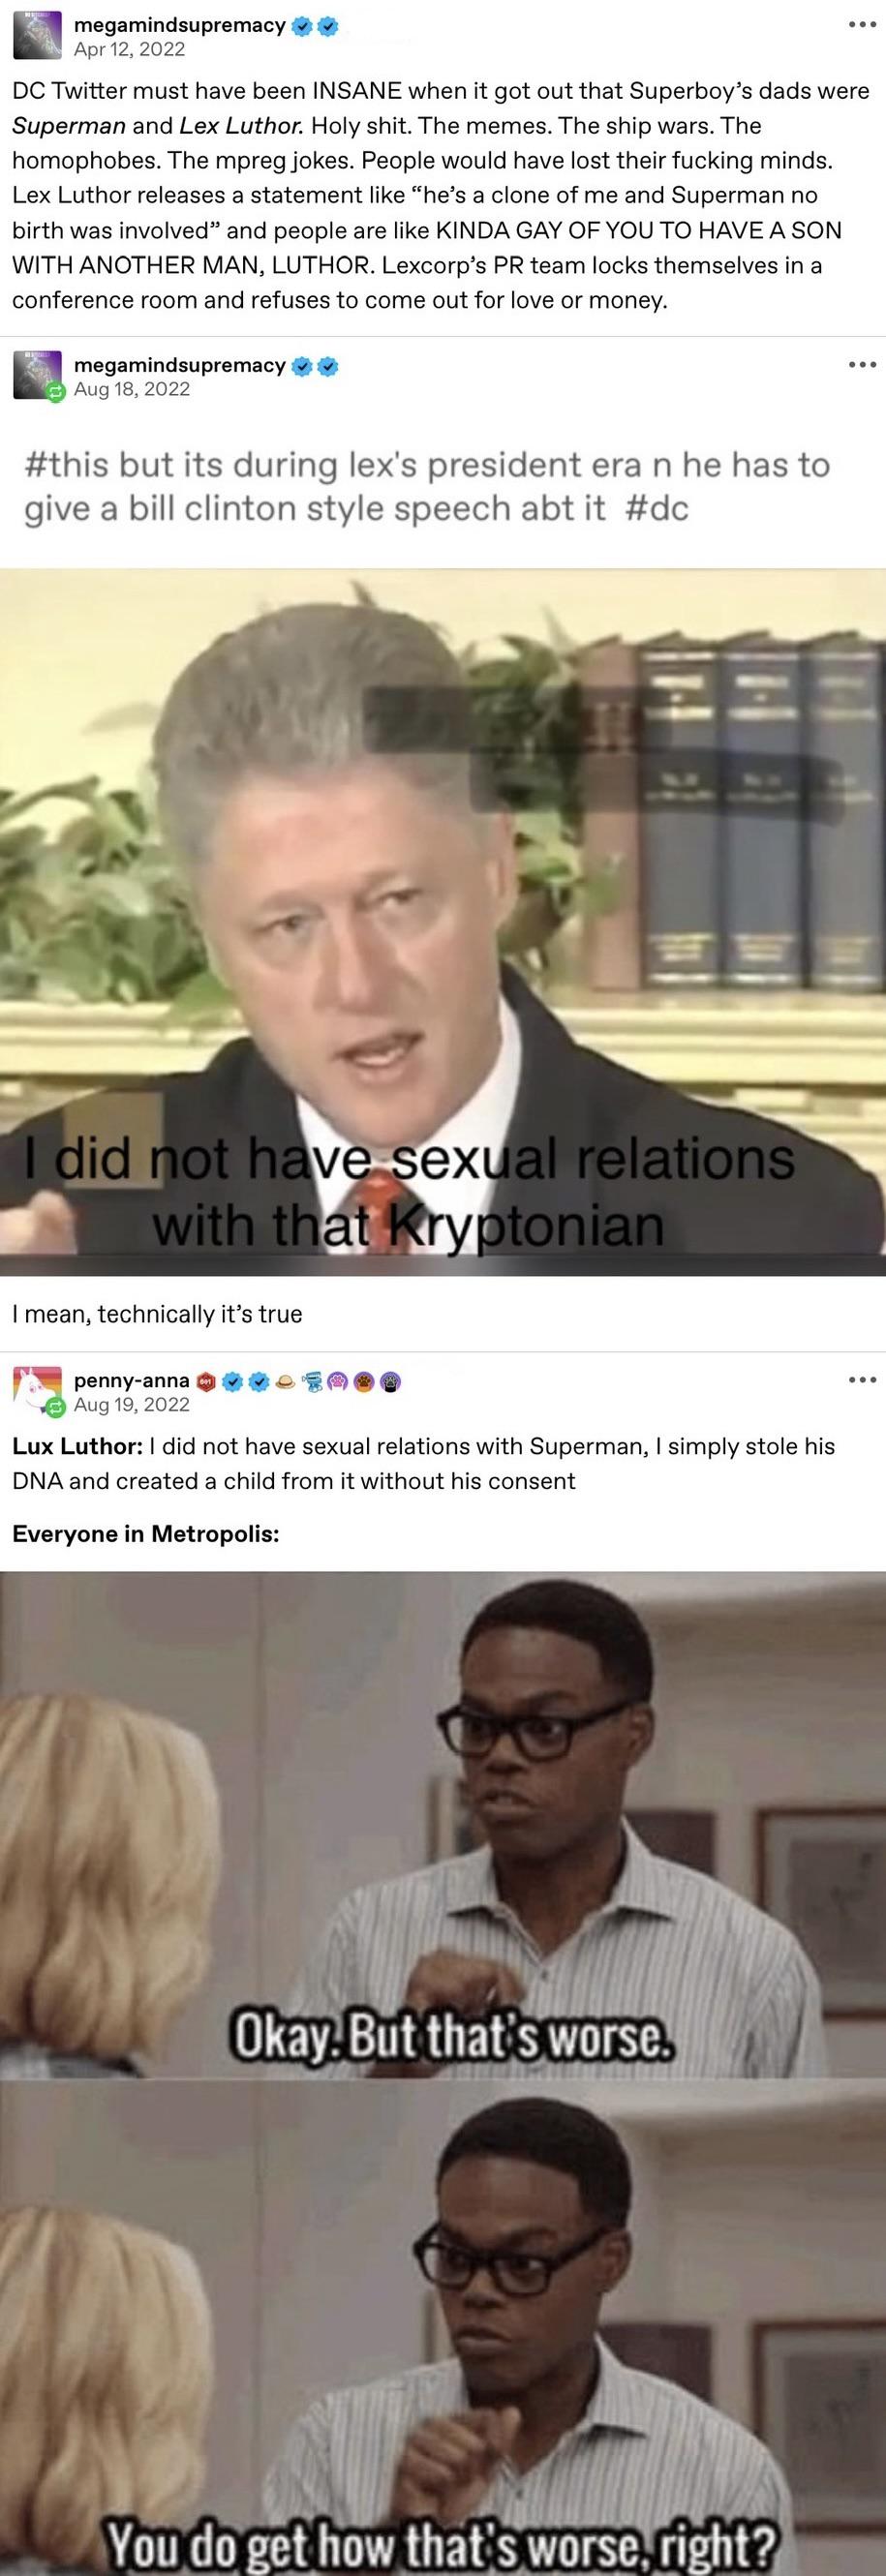 megamindsupremacy
Apr 12, 2022
DC Twitter must have been INSANE when it got out that Superboy’s dads were
Superman and Lex Luthor. Holy shit. The memes. The ship wars. The
homophobes. The mpreg jokes. People would have lost their fucking minds.
Lex Luthor releases a statement like “he’s a clone of me and Superman no
birth was involved” and people are like KINDA GAY OF YOU TO HAVE A SON
WITH ANOTHER MAN, LUTHOR. Lexcorp’s PR team locks themselves in a
conference room and refuses to come out for love or money.
megamindsupremacy
Aug 18, 2022
#this but its during lex's president era n he has to
give a bill clinton style speech abt it #dc
I did not have sexual relations
with that Kryptonian
I mean, technically it’s true
penny-anna
Aug 19, 2022
Lux Luthor: I did not have sexual relations with Superman, I simply stole his
DNA and created a child from it without his consent
Everyone in Metropolis:
Okay. But that's worse.
You do get how that's worse, right?